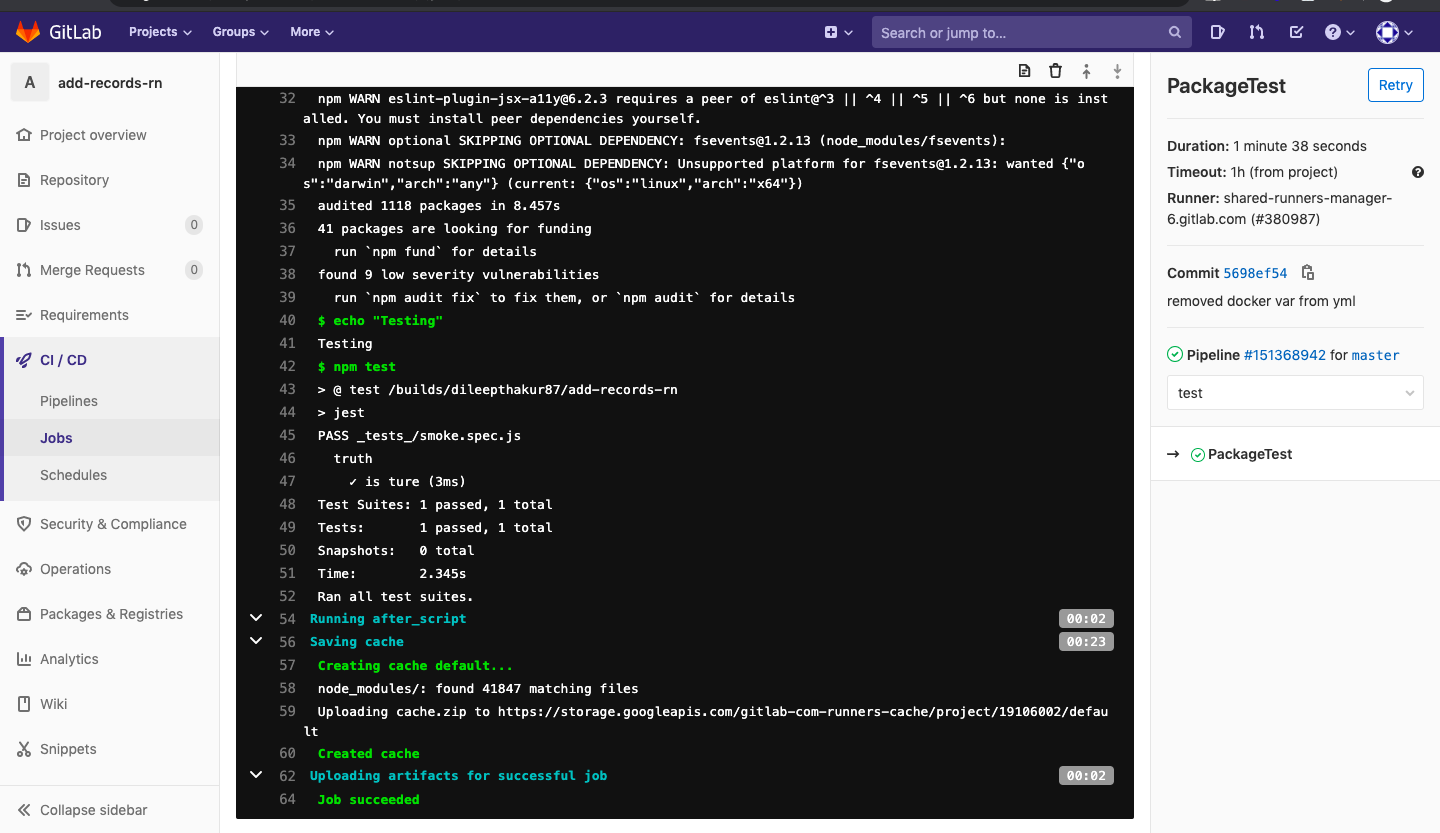 GitLab
Projects
Groups
More
Search or jump to...
A
add-records-rn
Project overview
Repository
Issues
0
Merge Requests
0
Requirements
CI / CD
Pipelines
Jobs
Schedules
Security & Compliance
Operations
Packages & Registries
Analytics
Wiki
Snippets
Collapse sidebar
32 npm WARN eslint-plugin-jsx-a11y@6.2.3 requires a peer of eslint@^3 || ^4 || ^5 || ^6 but none is inst
alled. You must install peer dependencies yourself.
33 npm WARN optional SKIPPING OPTIONAL DEPENDENCY: fsevents@1.2.13 (node_modules/fsevents):
34 npm WARN notsup SKIPPING OPTIONAL DEPENDENCY: Unsupported platform for fsevents@1.2.13: wanted {"o
s":"darwin","arch":"any"} (current: {"os":"linux","arch":"x64"})
35 audited 1118 packages in 8.457s
36 41 packages are looking for funding
37 run `npm fund` for details
38 found 9 low severity vulnerabilities
39 run `npm audit fix` to fix them, or `npm audit` for details
40 $ echo "Testing"
41 Testing
42 $ npm test
43 > @ test /builds/dileepthakur87/add-records-rn
44 > jest
45 PASS _tests_/smoke.spec.js
46 truth
47 ✓ is ture (3ms)
48 Test Suites: 1 passed, 1 total
49 Tests: 1 passed, 1 total
50 Snapshots: 0 total
51 Time: 2.345s
52 Ran all test suites.
54 Running after_script 00:02
56 Saving cache 00:23
57 Creating cache default...
58 node_modules/: found 41847 matching files
59 Uploading cache.zip to https://storage.googleapis.com/gitlab-com-runners-cache/project/19106002/defau
lt
60 Created cache
62 Uploading artifacts for successful job 00:02
64 Job succeeded
PackageTest
Retry
Duration: 1 minute 38 seconds
Timeout: 1h (from project)
Runner: shared-runners-manager-
6.gitlab.com (#380987)
Commit 5698ef54
removed docker var from yml
Pipeline #151368942 for master
test
→ PackageTest